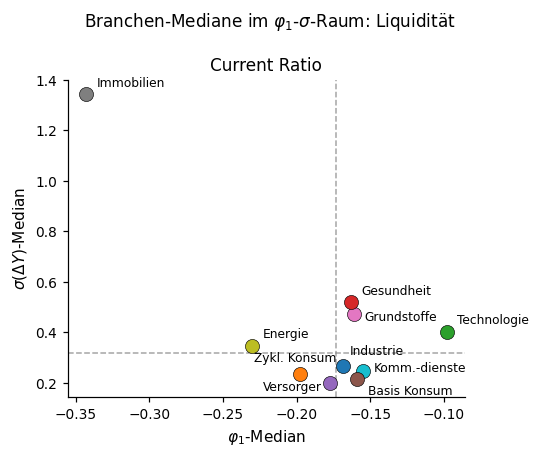 Branchen-Mediane im φ₁-σ-Raum: Liquidität
Current Ratio
σ(ΔY)-Median
1.4
1.2
1.0
0.8
0.6
0.4
0.2
Immobilien
Gesundheit
Grundstoffe
Technologie
Energie
Zykl. Konsum
Industrie
Komm.-dienste
Versorger
Basis Konsum
−0.35
−0.30
−0.25
−0.20
−0.15
−0.10
φ₁-Median